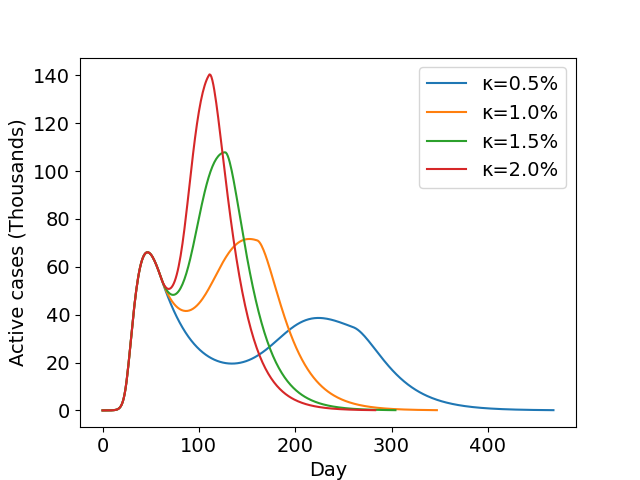 κ=0.5%
κ=1.0%
κ=1.5%
κ=2.0%
Active cases (Thousands)
140
120
100
80
60
40
20
0
0 100 200 300 400
Day